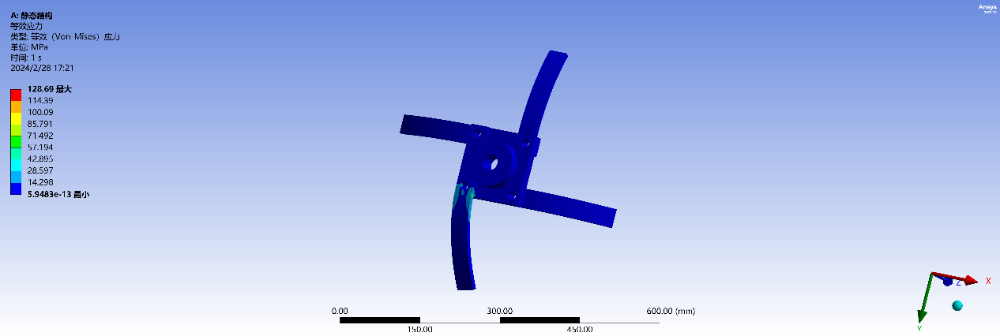 A: 静态结构
等效应力
类型: 等效（Von-Mises）应力
单位: MPa
时间: 1 s
2024/2/28 17:21
128.69 最大
114.39
100.09
85.791
71.492
57.194
42.895
28.597
14.298
5.9483e-13 最小
Ansys
0.00 300.00 600.00 (mm)
150.00 450.00
X
Z
Y